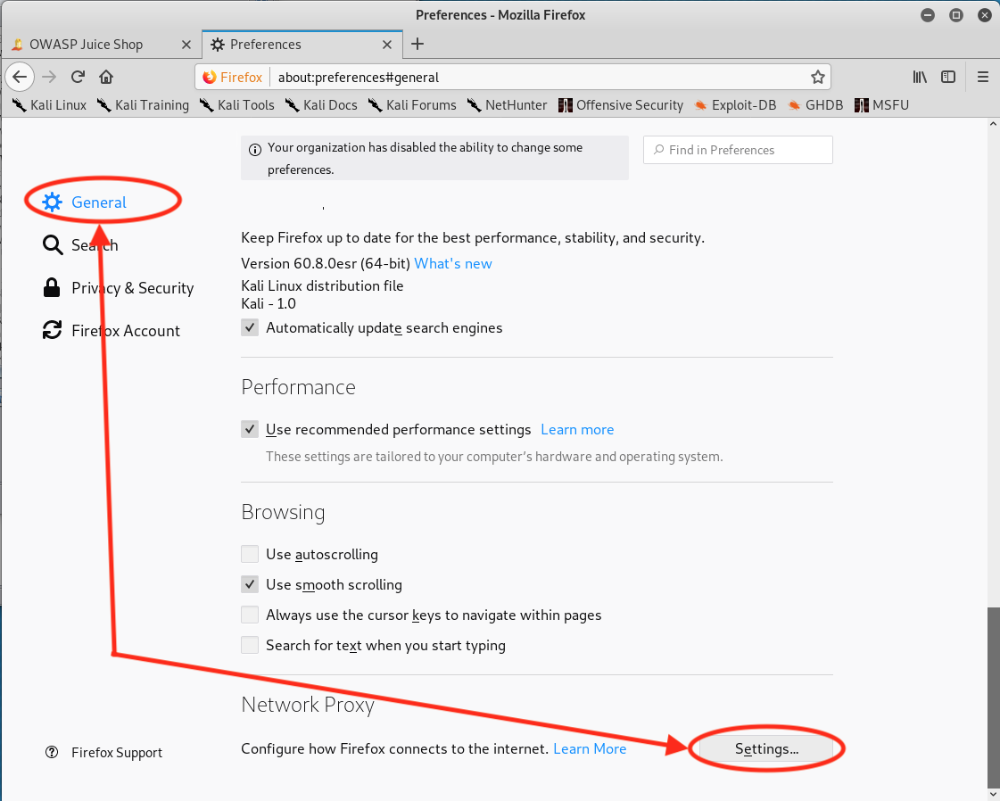 Preferences - Mozilla Firefox
OWASP Juice Shop
Preferences
Firefox
about:preferences#general
Kali Linux
Kali Training
Kali Tools
Kali Docs
Kali Forums
NetHunter
Offensive Security
Exploit-DB
GHDB
MSFU
Your organization has disabled the ability to change some
preferences.
Find in Preferences
General
Search
Privacy & Security
Firefox Account
Keep Firefox up to date for the best performance, stability, and security.
Version 60.8.0esr (64-bit) What's new
Kali Linux distribution file
Kali - 1.0
Automatically update search engines
Performance
Use recommended performance settings Learn more
These settings are tailored to your computer’s hardware and operating system.
Browsing
Use autoscrolling
Use smooth scrolling
Always use the cursor keys to navigate within pages
Search for text when you start typing
Network Proxy
Configure how Firefox connects to the internet. Learn More
Settings...
Firefox Support